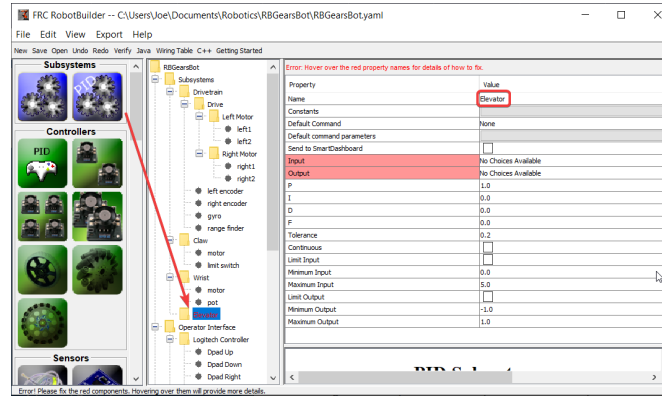 FRC RobotBuilder -- C:\Users\Joe\Documents\Robotics\RBGearsBot\RBGearsBot.yaml
File Edit View Export Help
New Save Open Undo Redo Verify Java Wiring Table C++ Getting Started
Subsystems
PID
Controllers
PID
Sensors
RBGearsBot
Subsystems
Drivetrain
Drive
Left Motor
left1
left2
Right Motor
right1
right2
left encoder
right encoder
gyro
range finder
Claw
motor
limit switch
Wrist
motor
pot
Elevator
Operator Interface
Logitech Controller
Dpad Up
Dpad Down
Dpad Right
Error: Hover over the red property names for details of how to fix.
Property Value
Name Elevator
Constants
Default Command None
Default command parameters
Send to SmartDashboard
Input No Choices Available
Output No Choices Available
P 1.0
I 0.0
D 0.0
F 0.0
Tolerance 0.2
Continuous
Limit Input
Minimum Input 0.0
Maximum Input 5.0
Limit Output
Minimum Output -1.0
Maximum Output 1.0
Error! Please fix the red components. Hovering over them will provide more details.